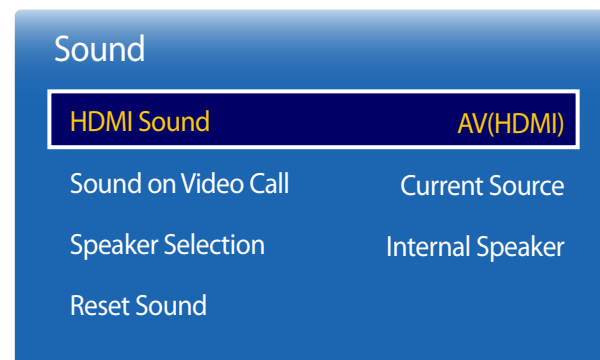 Sound
HDMI Sound AV(HDMI)
Sound on Video Call Current Source
Speaker Selection Internal Speaker
Reset Sound